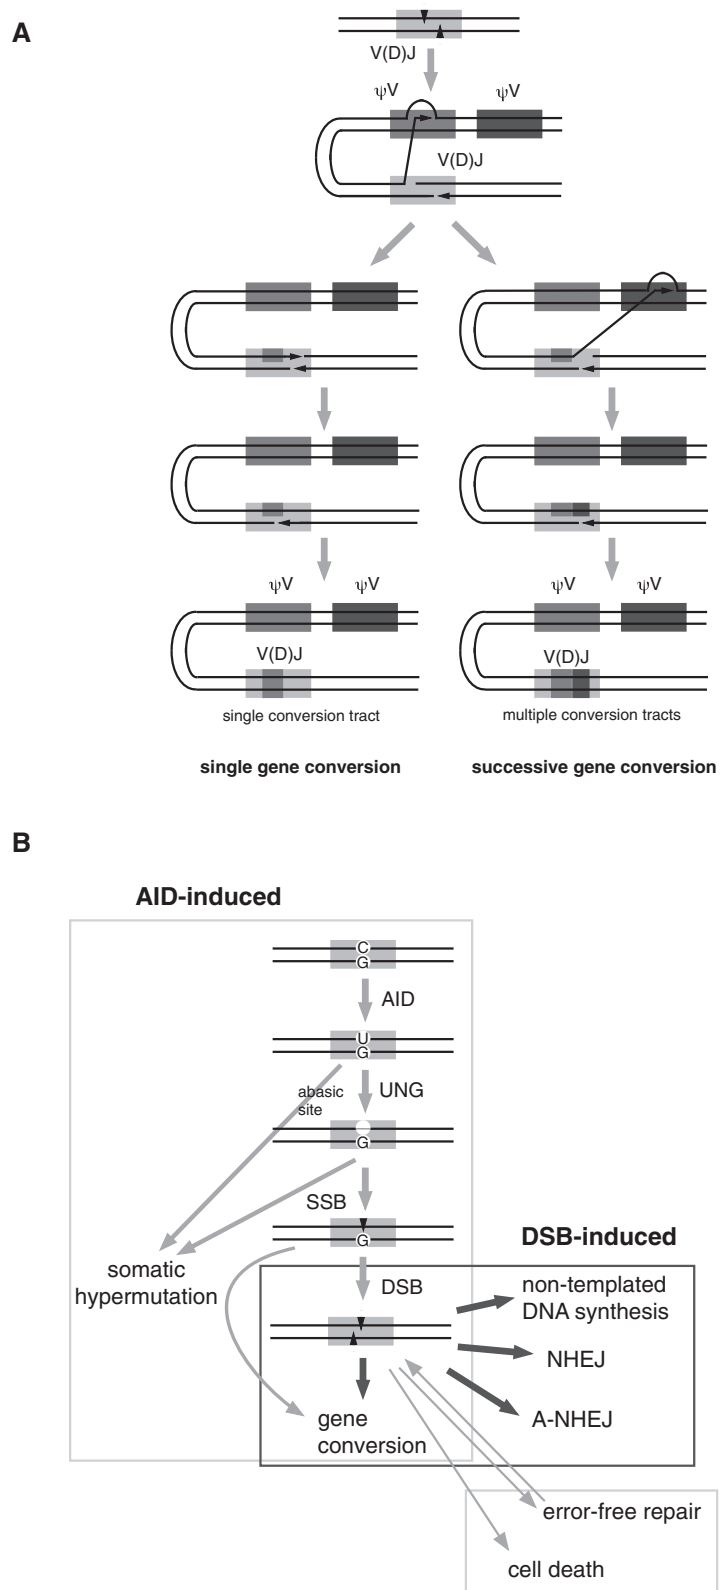 A
V(D)J
ψV
ψV
V(D)J
ψV
ψV
ψV
ψV
V(D)J
V(D)J
single conversion tract
multiple conversion tracts
single gene conversion
successive gene conversion
B
AID-induced
C
G
AID
U
G
abasic
site
UNG
G
SSB
G
DSB-induced
somatic
hypermutation
DSB
non-templated
DNA synthesis
NHEJ
A-NHEJ
gene
conversion
error-free repair
cell death